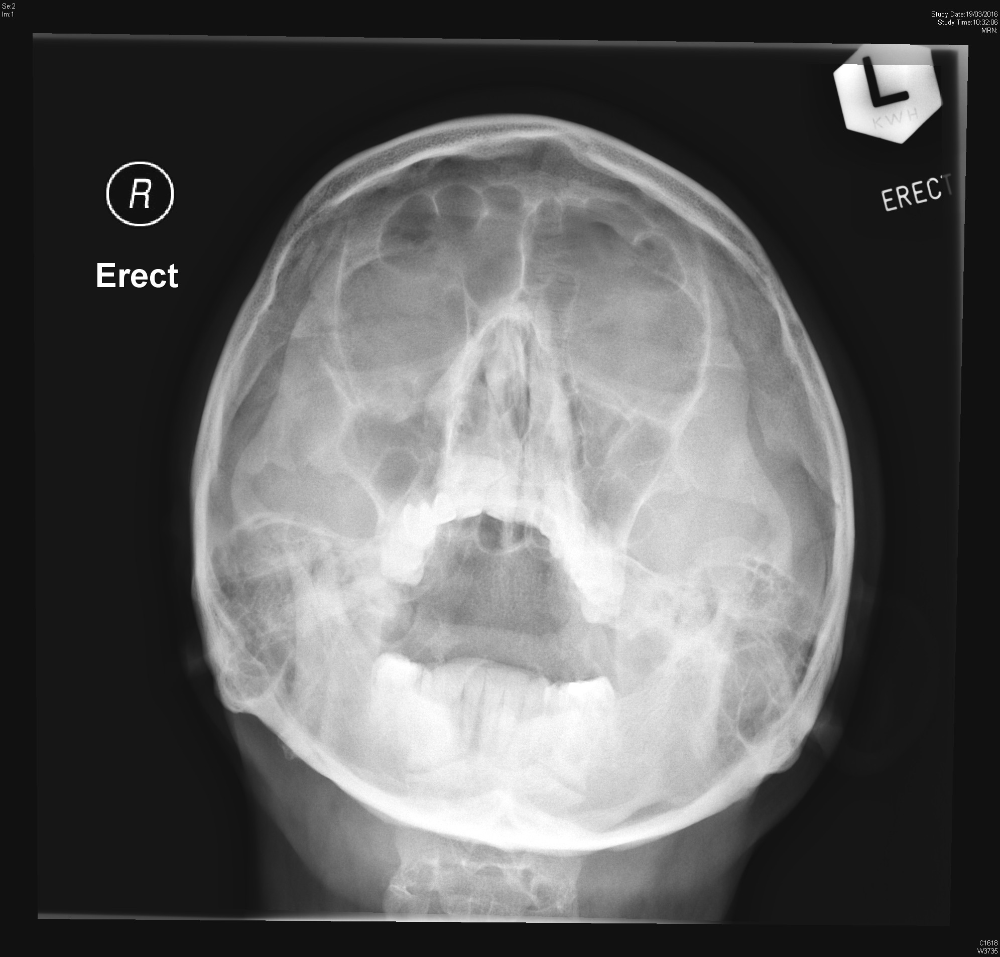 Se:2
Im:1
Study Date:19/03/2016
Study Time:10:32:06
MRN:
L
KWH
ERECT
R
Erect
C1618
W3735